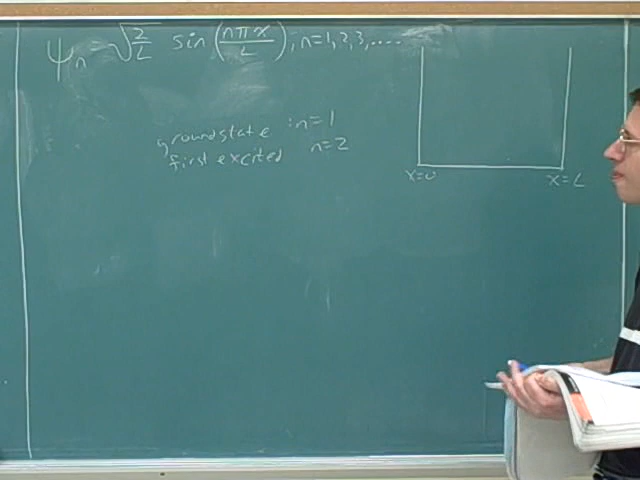 ψn = √(2/L) sin(nπx/L), n=1,2,3,....
groundstate : n=1
first excited n=2
x=0
x=L